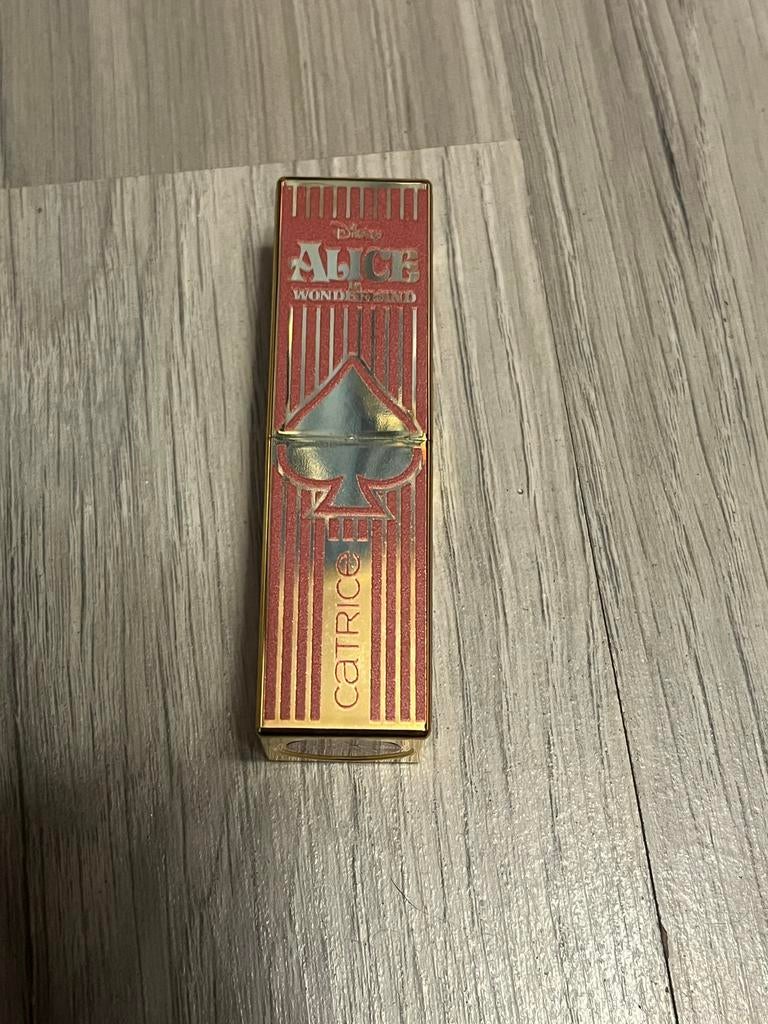 Disney
ALICE
in
WONDERLAND
CATRICE